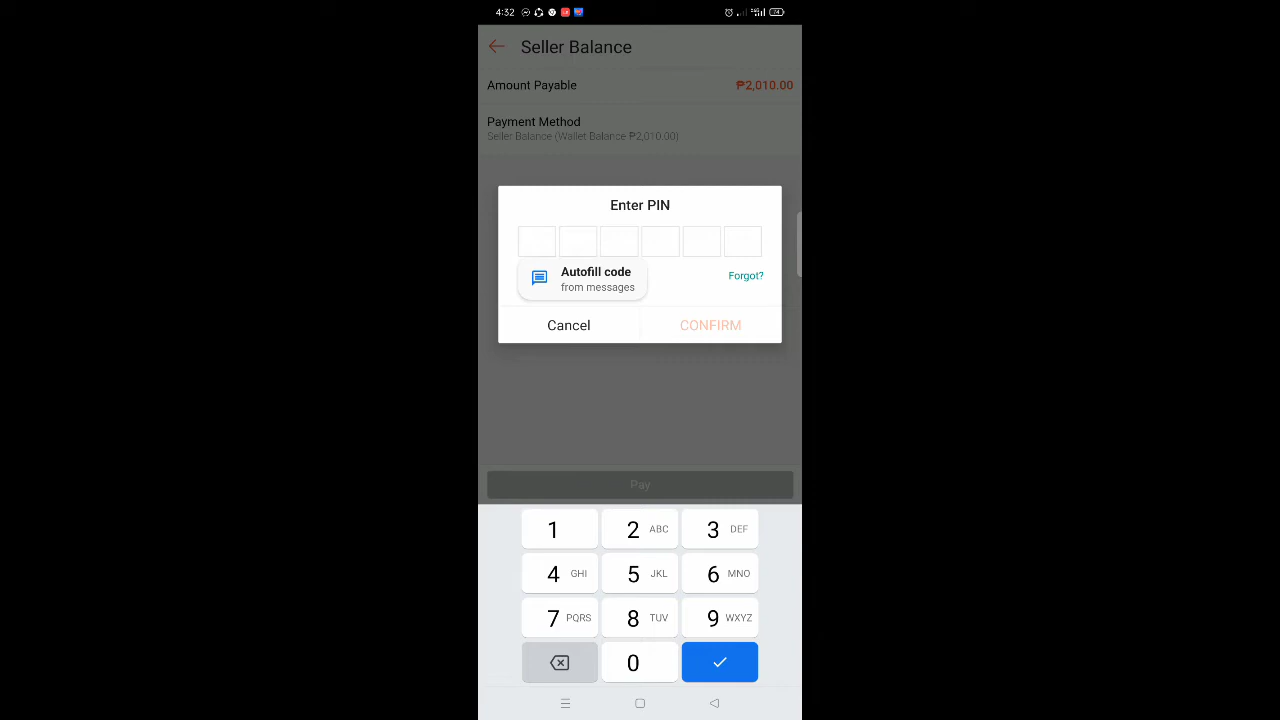 4:32 74
Seller Balance
Amount Payable ₱2,010.00
Payment Method
Seller Balance (Wallet Balance ₱2,010.00)
Enter PIN
Autofill code
from messages
Forgot?
Cancel CONFIRM
Pay
1 2 ABC 3 DEF
4 GHI 5 JKL 6 MNO
7 PQRS 8 TUV 9 WXYZ
0